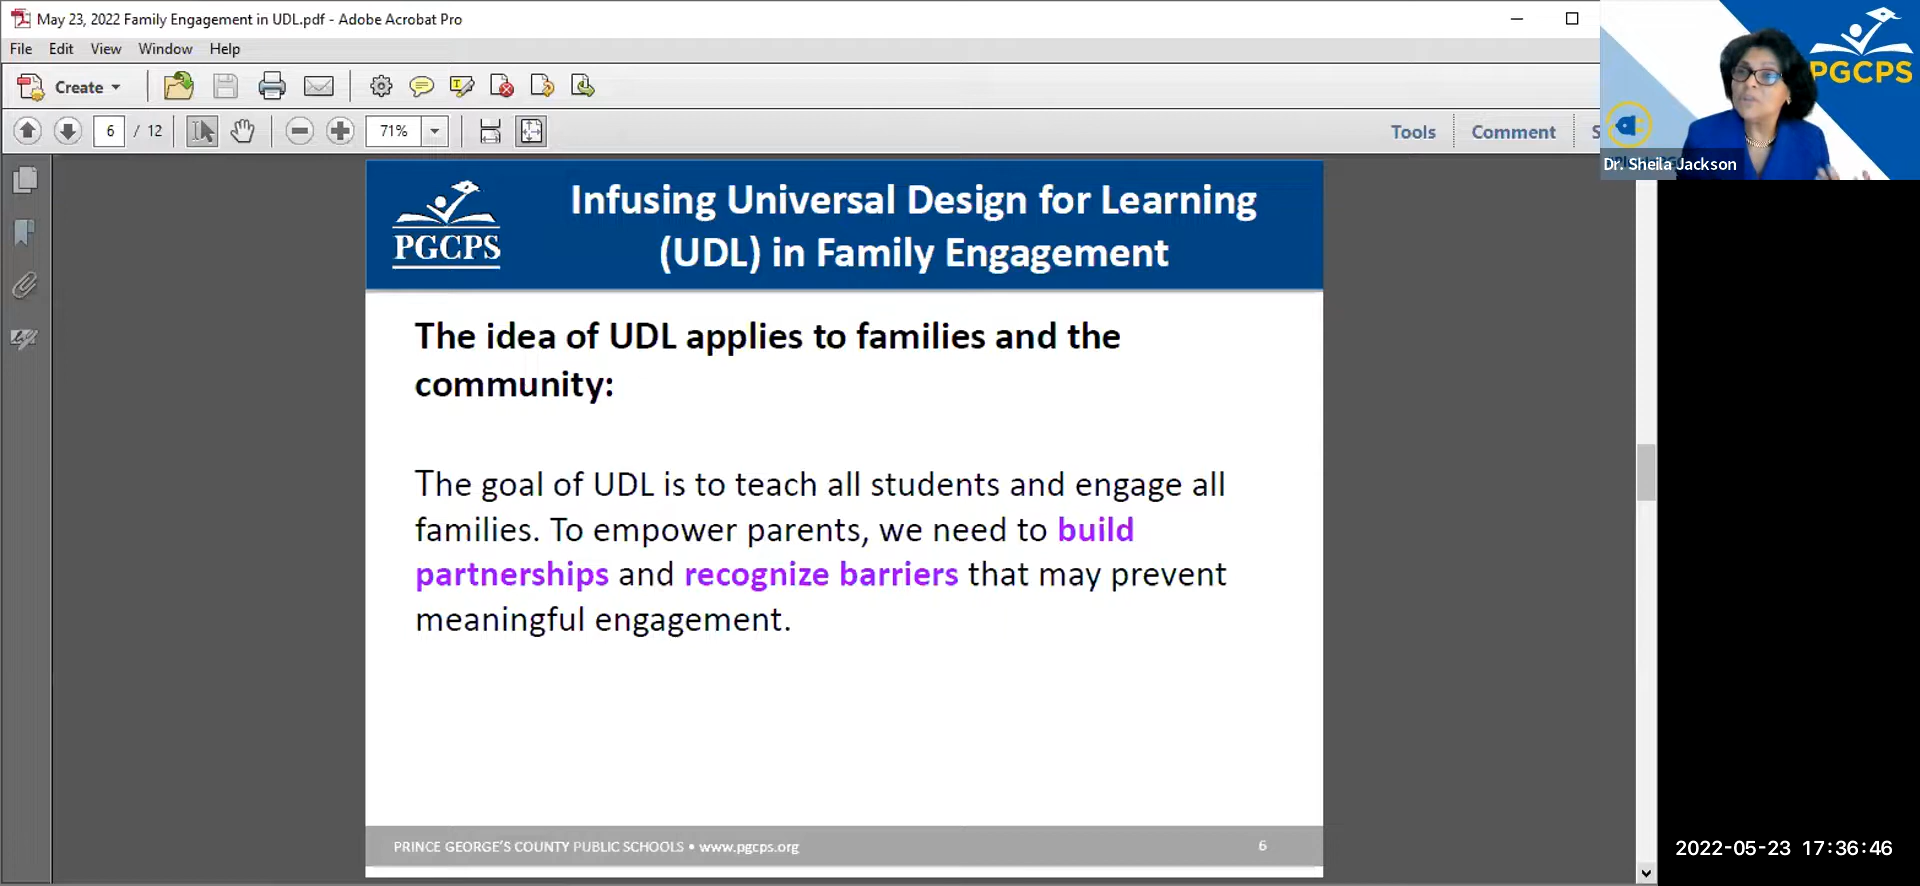 May 23, 2022 Family Engagement in UDL.pdf - Adobe Acrobat Pro
File Edit View Window Help
Create
6 / 12 71% Tools Comment S
PGCPS
Dr. Sheila Jackson
PGCPS
Infusing Universal Design for Learning
(UDL) in Family Engagement
The idea of UDL applies to families and the
community:
The goal of UDL is to teach all students and engage all
families. To empower parents, we need to build
partnerships and recognize barriers that may prevent
meaningful engagement.
PRINCE GEORGE'S COUNTY PUBLIC SCHOOLS • www.pgcps.org 6
2022-05-23 17:36:46